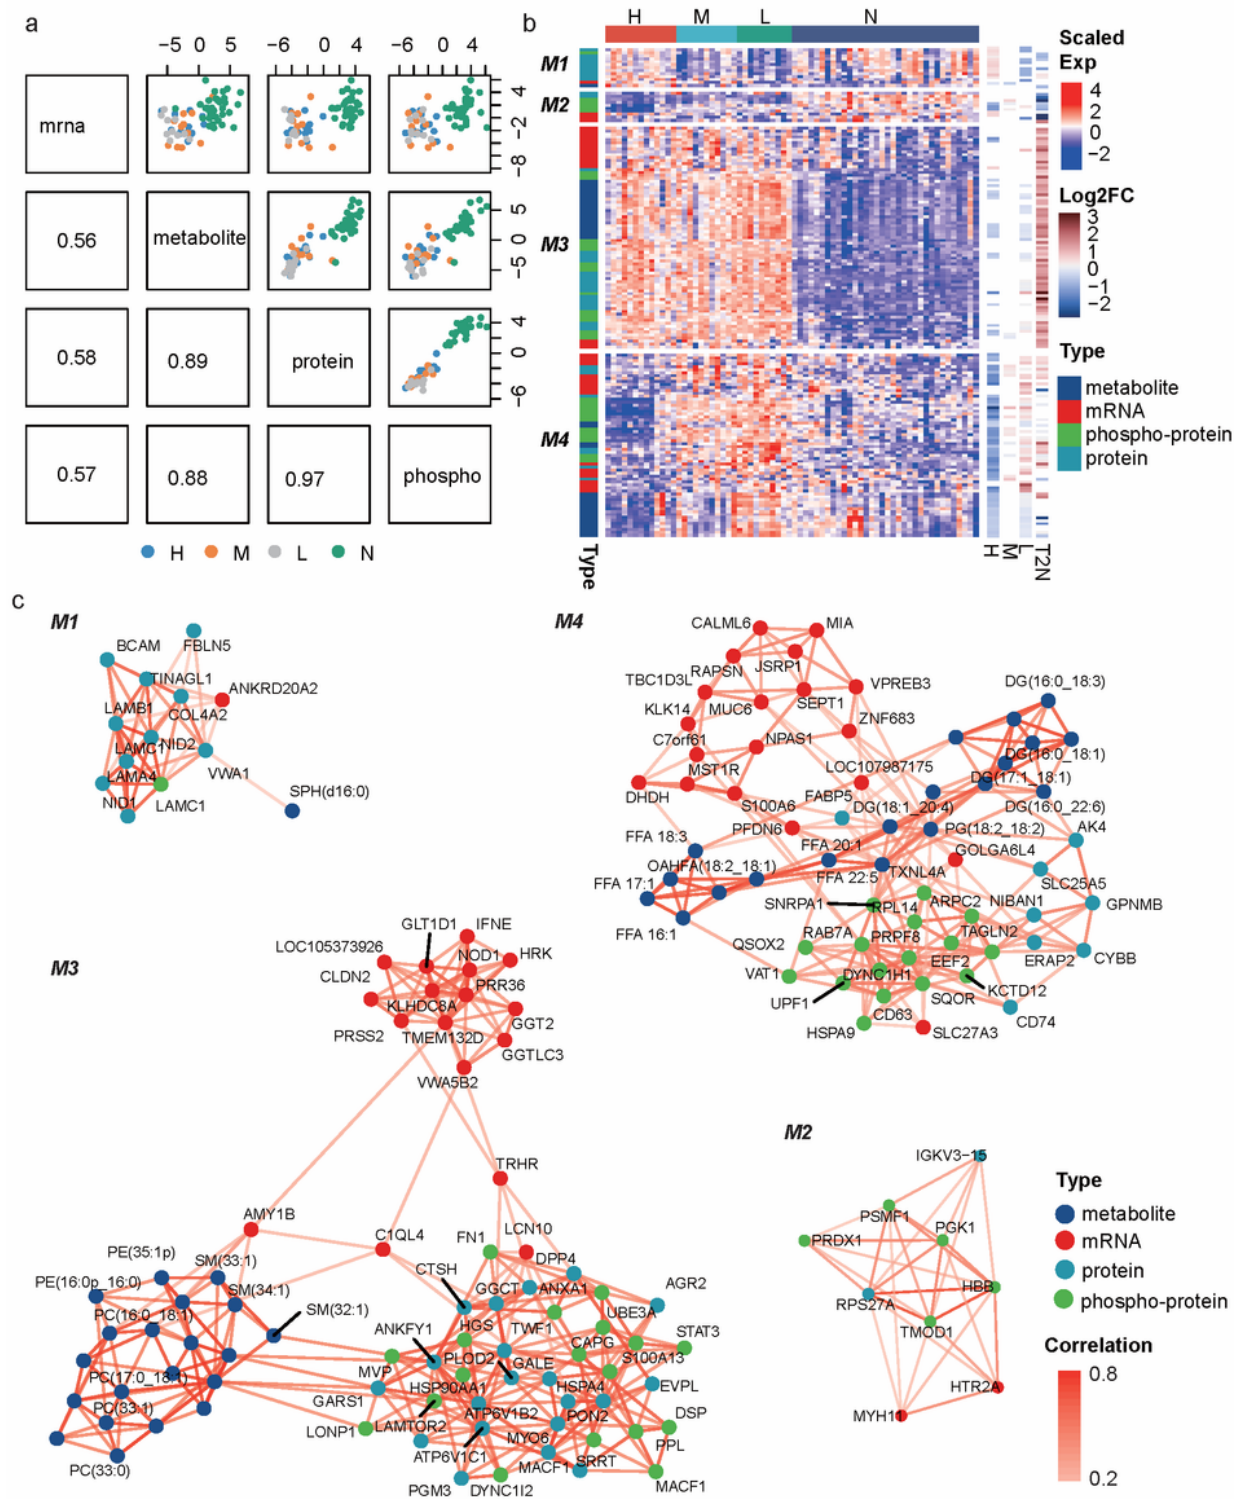 a
−5 0 5
−6 0 4
−6 0 4
mrna
4
−2
−8
0.56
metabolite
5
0
−5
0.58
0.89
protein
4
0
−6
0.57
0.88
0.97
phospho
H
M
L
N
b
H
M
L
N
M1
M2
M3
M4
Type
H
M
L
T2N
Scaled
Exp
4
2
0
−2
Log2FC
3
2
1
0
−1
−2
Type
metabolite
mRNA
phospho-protein
protein
c
M1
BCAM
FBLN5
TINAGL1
ANKRD20A2
LAMB1
COL4A2
LAMC1
NID2
LAMA4
VWA1
NID1
LAMC1
SPH(d16:0)
M4
CALML6
MIA
RAPSN
JSRP1
TBC1D3L
VPREB3
KLK14
MUC6
SEPT1
ZNF683
C7orf61
NPAS1
MST1R
LOC107987175
DHDH
S100A6
FABP5
PFDN6
DG(16:0_18:3)
DG(16:0_18:1)
DG(17:1_18:1)
DG(18:1_20:4)
DG(16:0_22:6)
PG(18:2_18:2)
AK4
FFA 18:3
FFA 20:1
GOLGA6L4
OAHFA(18:2_18:1)
FFA 22:5
TXNL4A
FFA 17:1
SLC25A5
SNRPA1
RPL14
ARPC2
NIBAN1
GPNMB
FFA 16:1
QSOX2
RAB7A
PRPF8
TAGLN2
EEF2
ERAP2
CYBB
VAT1
DYNC1H1
KCTD12
UPF1
SQOR
CD63
CD74
HSPA9
SLC27A3
M3
GLT1D1
IFNE
LOC105373926
NOD1
HRK
CLDN2
PRR36
KLHDC8A
GGT2
PRSS2
TMEM132D
GGTLC3
VWA5B2
TRHR
AMY1B
C1QL4
LCN10
FN1
DPP4
PE(35:1p)
SM(33:1)
CTSH
AGR2
PE(16:0p_16:0)
SM(34:1)
GGCT
ANXA1
UBE3A
SM(32:1)
PC(16:0_18:1)
ANKFY1
HGS
TWF1
CAPG
STAT3
PLOD2
GALE
S100A13
PC(17:0_18:1)
MVP
HSP90AA1
HSPA4
EVPL
GARS1
PC(33:1)
LAMTOR2
ATP6V1B2
PON2
DSP
LONP1
MYO6
PPL
ATP6V1C1
MACF1
SRRT
PC(33:0)
PGM3
DYNC1I2
MACF1
M2
IGKV3−15
PSMF1
PGK1
PRDX1
HBB
RPS27A
TMOD1
HTR2A
MYH11
Type
metabolite
mRNA
protein
phospho-protein
Correlation
0.8
0.2